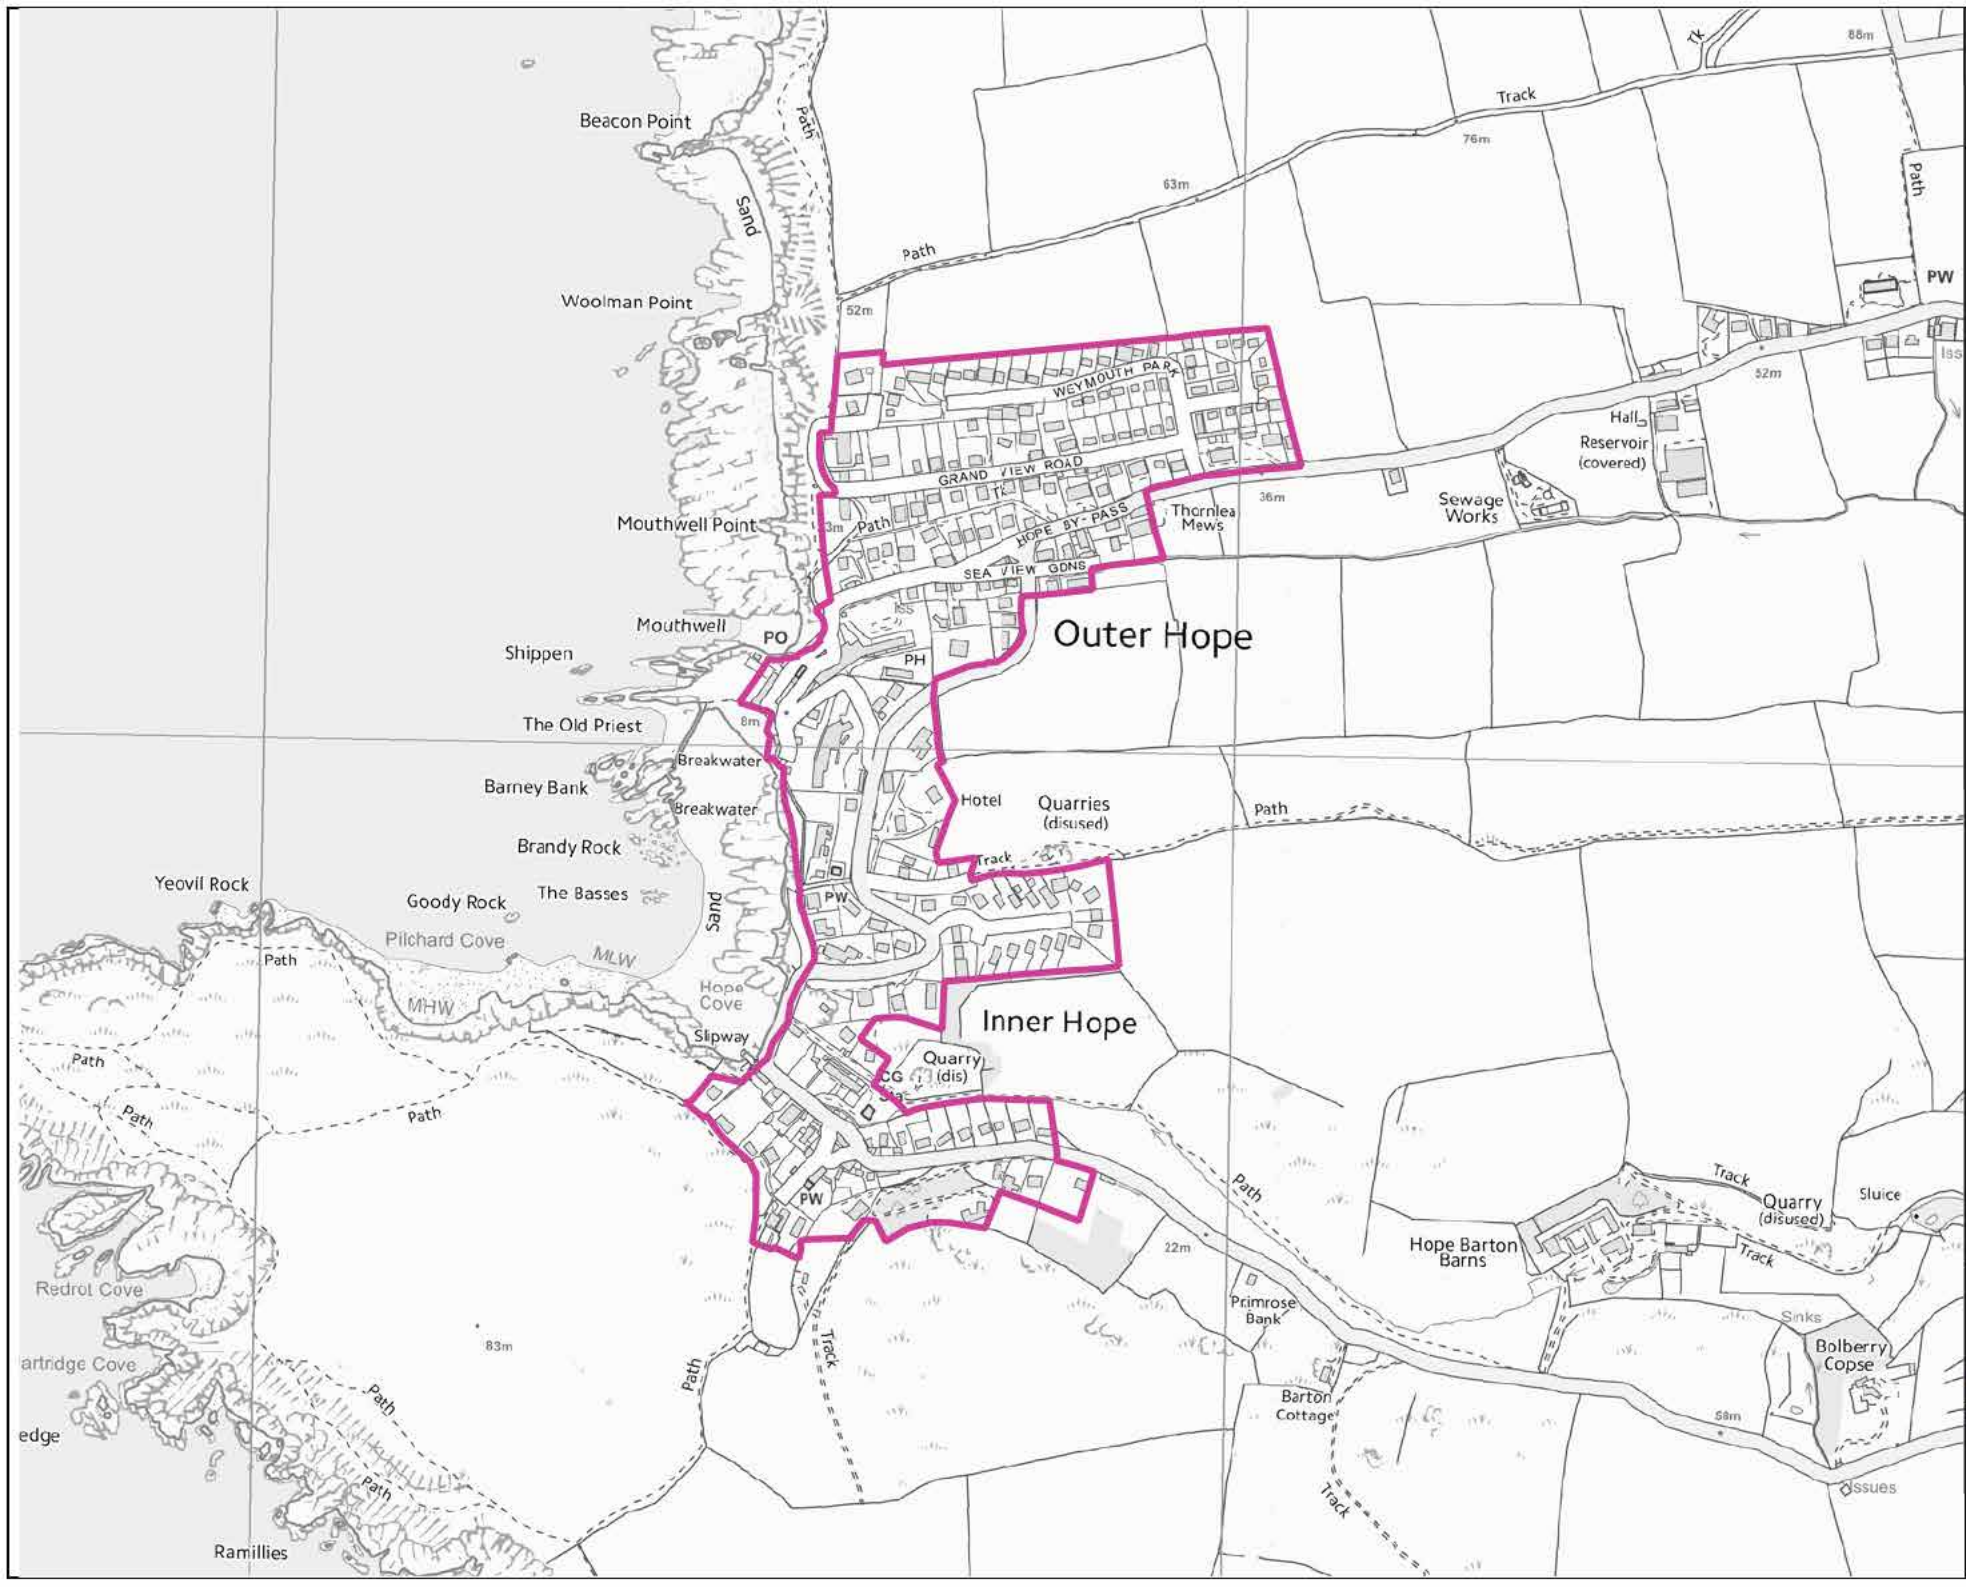 Tk
88m
Track
76m
Beacon Point
Path
Path
63m
Sand
Path
PW
Woolman Point
52m
Iss
WEYMOUTH PARK
52m
Hall
Reservoir
(covered)
GRAND VIEW ROAD
Tk
36m
Sewage
Works
Mouthwell Point
3m
Path
HOPE BY-PASS
Thornlea
Mews
SEA VIEW GDNS
Iss
Mouthwell
PO
Outer Hope
Shippen
PH
The Old Priest
8m
Breakwater
Barney Bank
Breakwater
Hotel
Quarries
(disused)
Path
Brandy Rock
Track
Yeovil Rock
Goody Rock
The Basses
PW
Sand
Pilchard Cove
Path
MLW
Hope
Cove
MHW
Inner Hope
Slipway
Path
Quarry
(dis)
CG
Sta
Path
Path
Path
Track
Quarry
(disused)
Sluice
PW
Hope Barton
Barns
Track
22m
Redrot Cove
Primrose
Bank
Sinks
83m
artridge Cove
Track
Bolberry
Copse
Path
Path
Barton
Cottage
58m
edge
Path
Track
Issues
Ramillies